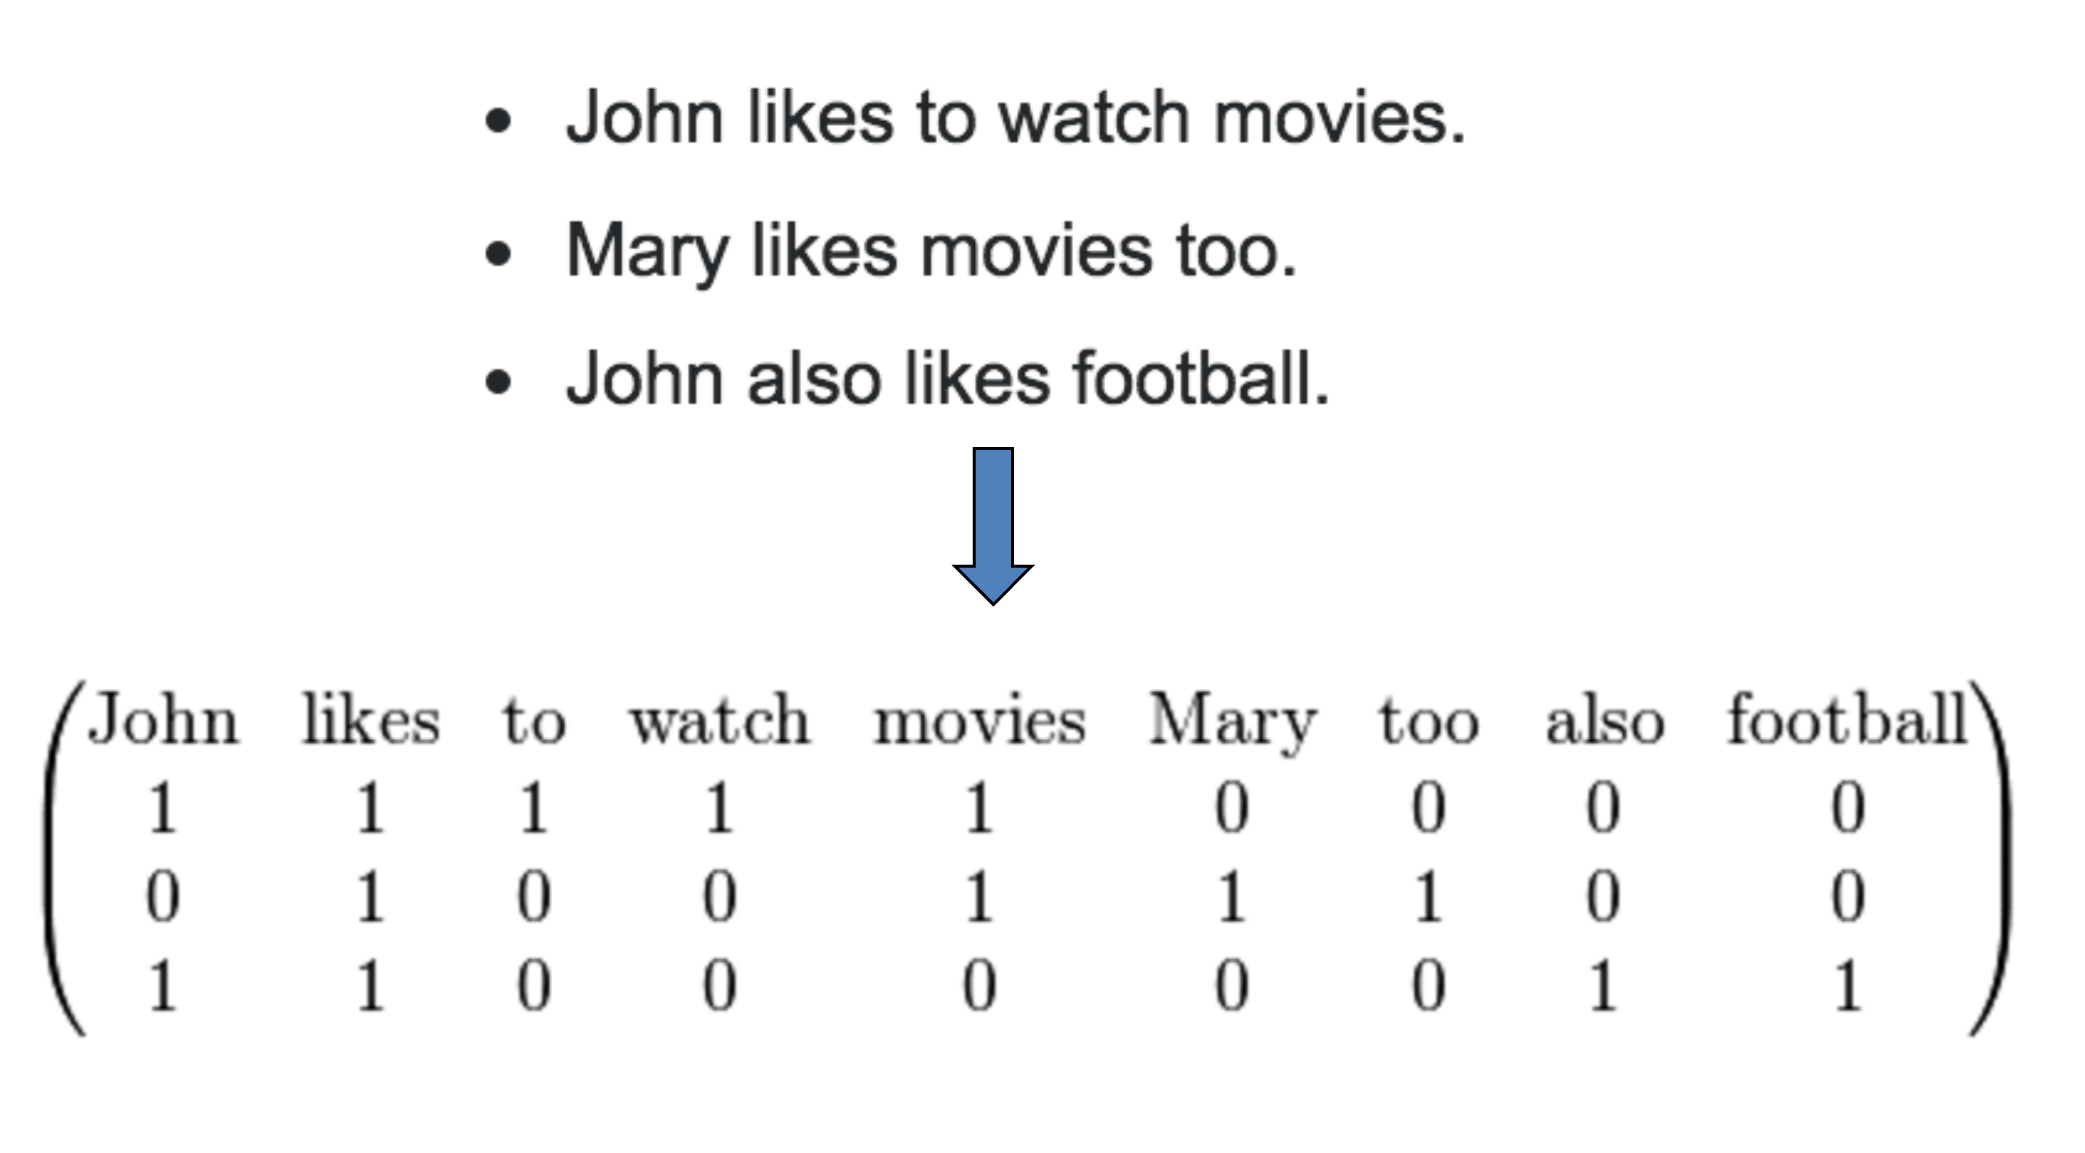 • John likes to watch movies.
• Mary likes movies too.
• John also likes football.
John likes to watch movies Mary too also football
1 1 1 1 1 0 0 0 0
0 1 0 0 1 1 1 0 0
1 1 0 0 0 0 0 1 1